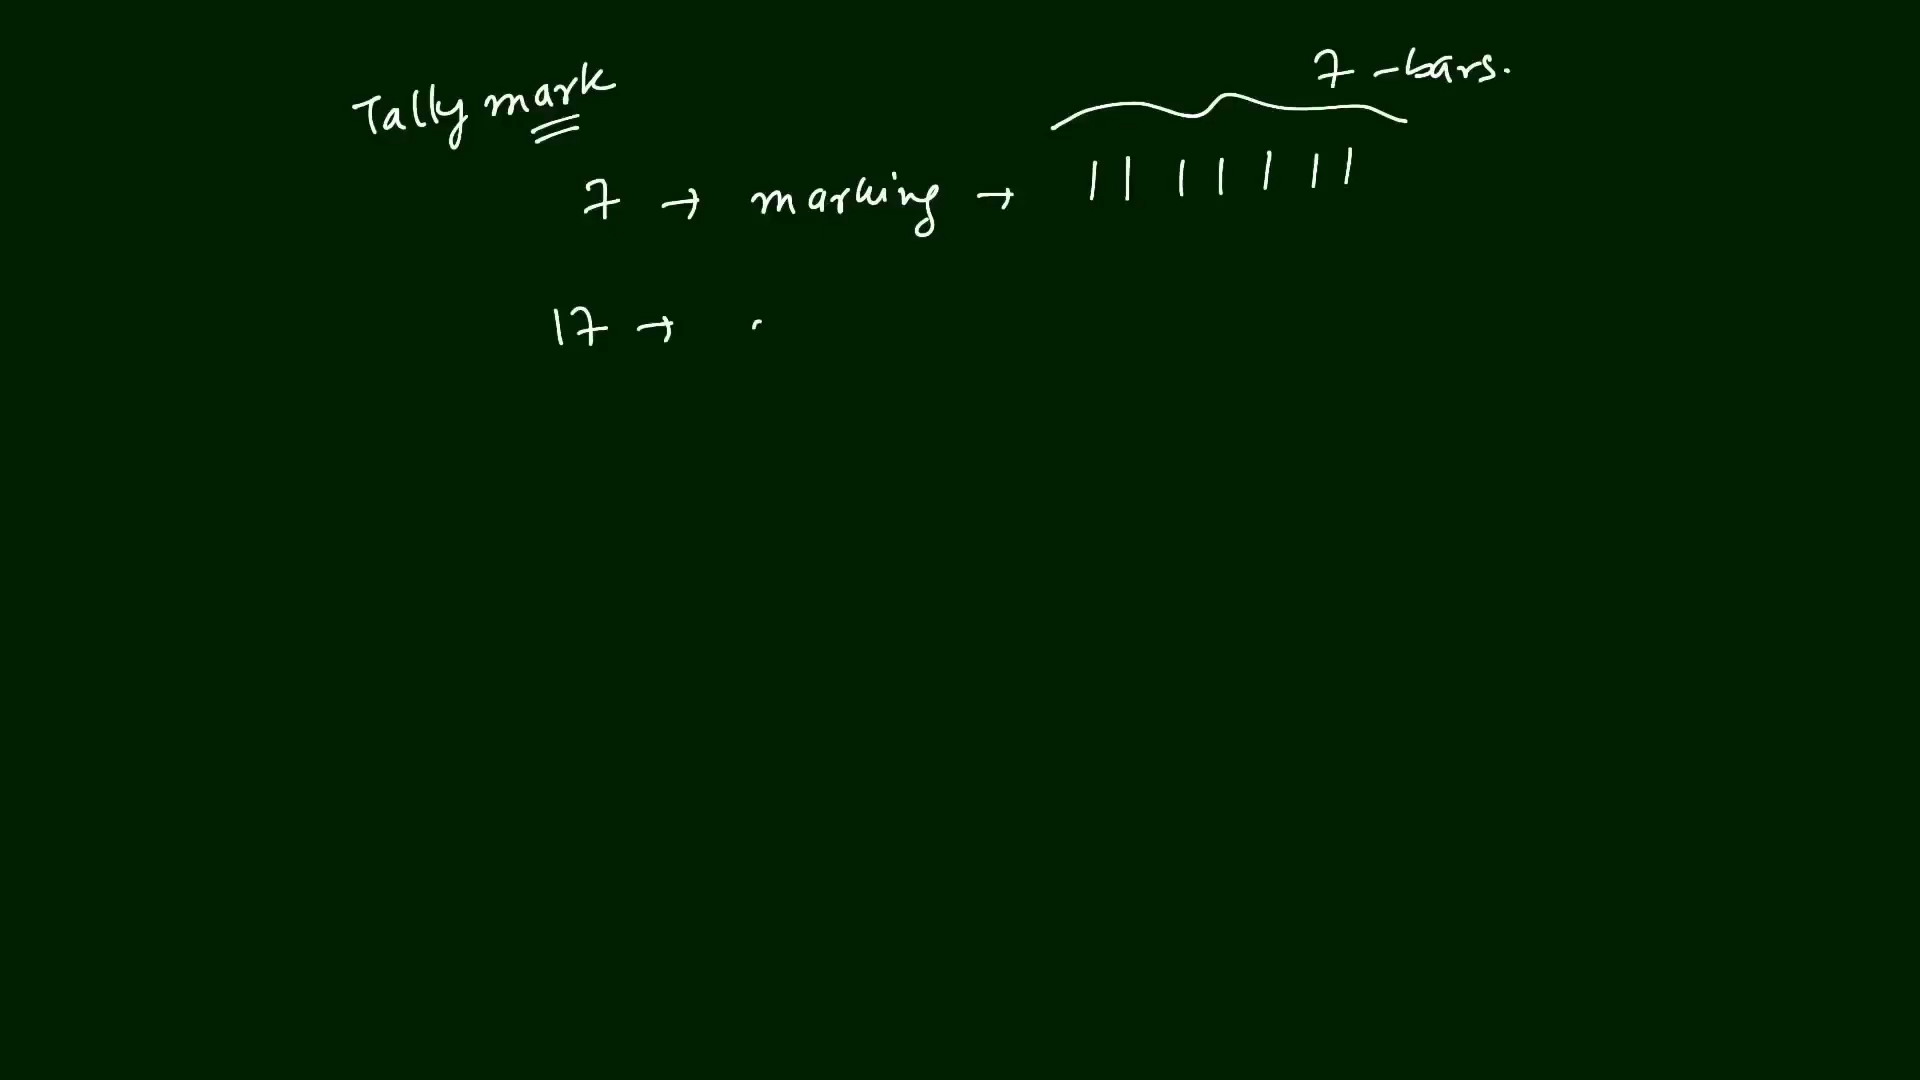 7 -bars.
Tally mark
7 → marking → | | | | | | |
17 →